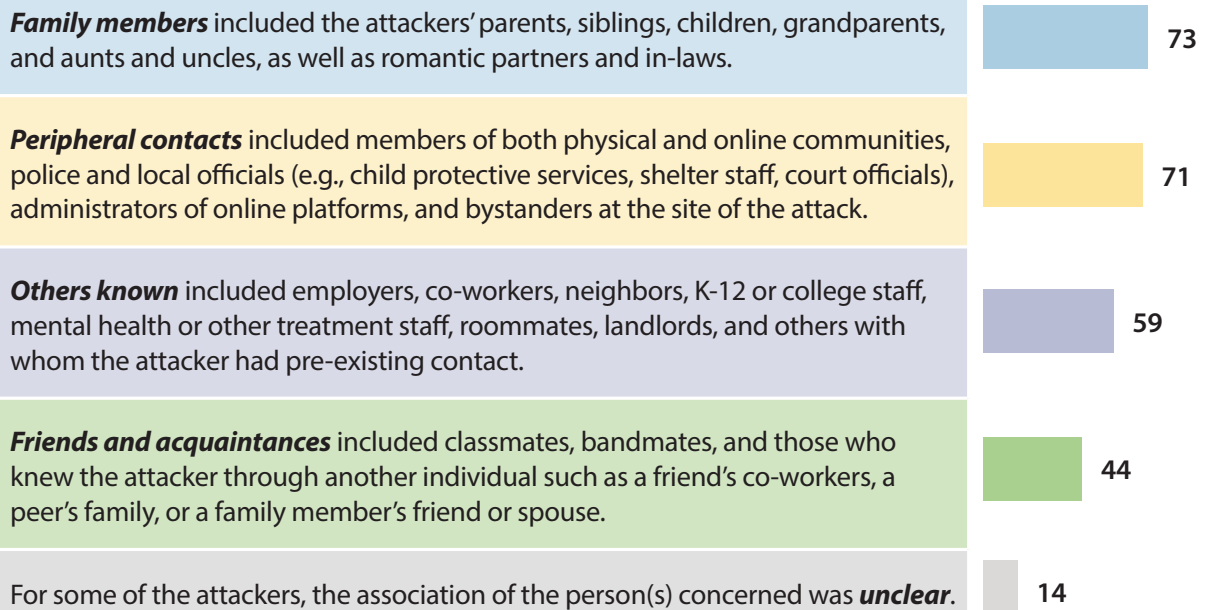 Family members included the attackers’ parents, siblings, children, grandparents,
and aunts and uncles, as well as romantic partners and in-laws.
73
Peripheral contacts included members of both physical and online communities,
police and local officials (e.g., child protective services, shelter staff, court officials),
administrators of online platforms, and bystanders at the site of the attack.
71
Others known included employers, co-workers, neighbors, K-12 or college staff,
mental health or other treatment staff, roommates, landlords, and others with
whom the attacker had pre-existing contact.
59
Friends and acquaintances included classmates, bandmates, and those who
knew the attacker through another individual such as a friend’s co-workers, a
peer’s family, or a family member’s friend or spouse.
44
For some of the attackers, the association of the person(s) concerned was unclear.
14